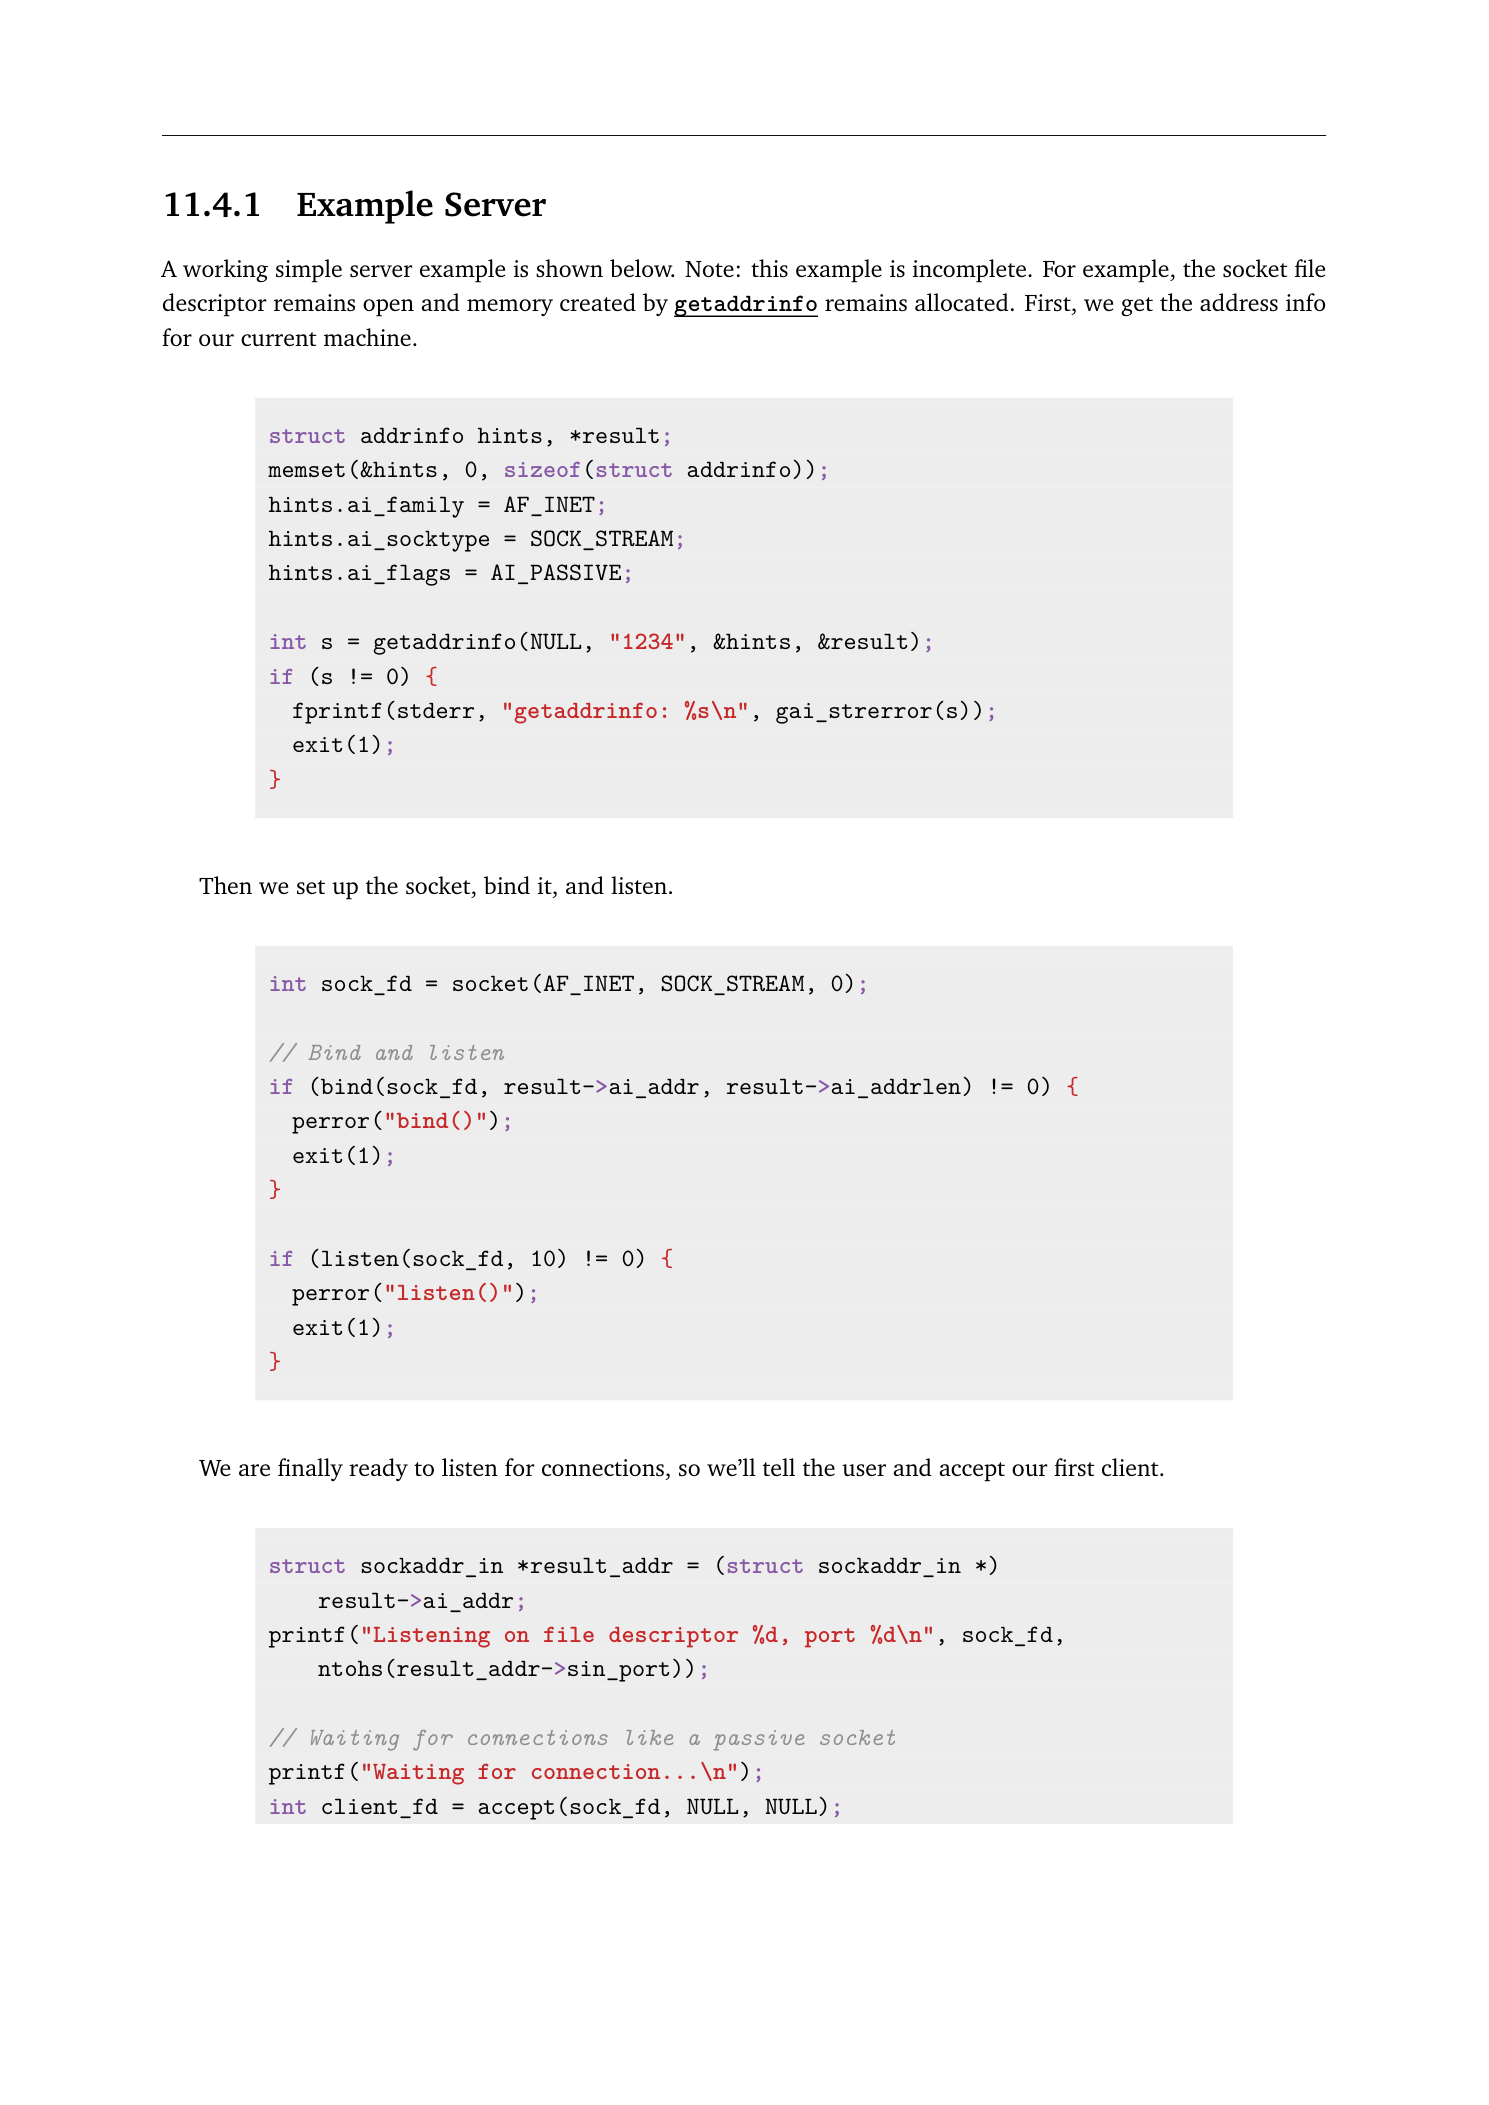 11.4.1 Example Server
A working simple server example is shown below. Note: this example is incomplete. For example, the socket file
descriptor remains open and memory created by getaddrinfo remains allocated. First, we get the address info
for our current machine.
struct addrinfo hints, *result;
memset(&hints, 0, sizeof(struct addrinfo));
hints.ai_family = AF_INET;
hints.ai_socktype = SOCK_STREAM;
hints.ai_flags = AI_PASSIVE;
int s = getaddrinfo(NULL, "1234", &hints, &result);
if (s != 0) {
  fprintf(stderr, "getaddrinfo: %s\n", gai_strerror(s));
  exit(1);
}
Then we set up the socket, bind it, and listen.
int sock_fd = socket(AF_INET, SOCK_STREAM, 0);
// Bind and listen
if (bind(sock_fd, result->ai_addr, result->ai_addrlen) != 0) {
  perror("bind()");
  exit(1);
}
if (listen(sock_fd, 10) != 0) {
  perror("listen()");
  exit(1);
}
We are finally ready to listen for connections, so we’ll tell the user and accept our first client.
struct sockaddr_in *result_addr = (struct sockaddr_in *)
    result->ai_addr;
printf("Listening on file descriptor %d, port %d\n", sock_fd,
    ntohs(result_addr->sin_port));
// Waiting for connections like a passive socket
printf("Waiting for connection...\n");
int client_fd = accept(sock_fd, NULL, NULL);